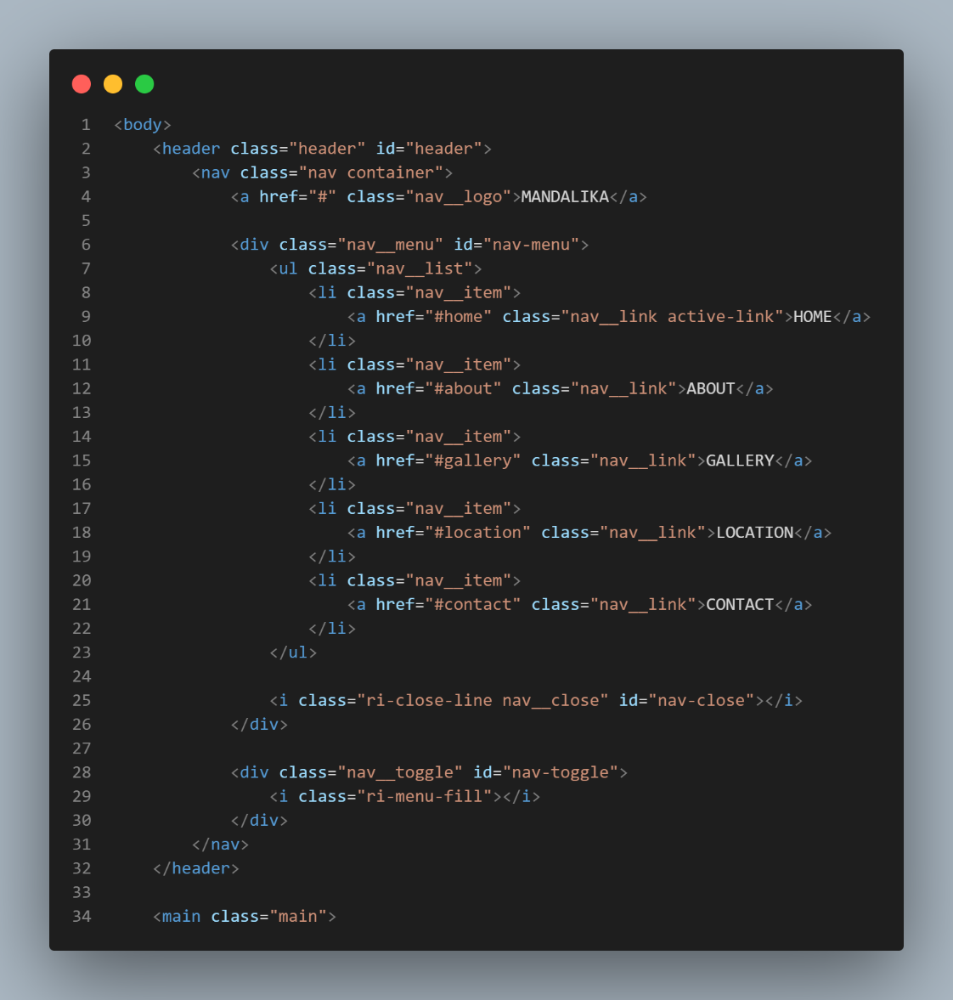 1 <body>
2     <header class="header" id="header">
3         <nav class="nav container">
4             <a href="#" class="nav__logo">MANDALIKA</a>
5
6             <div class="nav__menu" id="nav-menu">
7                 <ul class="nav__list">
8                     <li class="nav__item">
9                         <a href="#home" class="nav__link active-link">HOME</a>
10                     </li>
11                     <li class="nav__item">
12                         <a href="#about" class="nav__link">ABOUT</a>
13                     </li>
14                     <li class="nav__item">
15                         <a href="#gallery" class="nav__link">GALLERY</a>
16                     </li>
17                     <li class="nav__item">
18                         <a href="#location" class="nav__link">LOCATION</a>
19                     </li>
20                     <li class="nav__item">
21                         <a href="#contact" class="nav__link">CONTACT</a>
22                     </li>
23                 </ul>
24
25                 <i class="ri-close-line nav__close" id="nav-close"></i>
26             </div>
27
28             <div class="nav__toggle" id="nav-toggle">
29                 <i class="ri-menu-fill"></i>
30             </div>
31         </nav>
32     </header>
33
34     <main class="main">